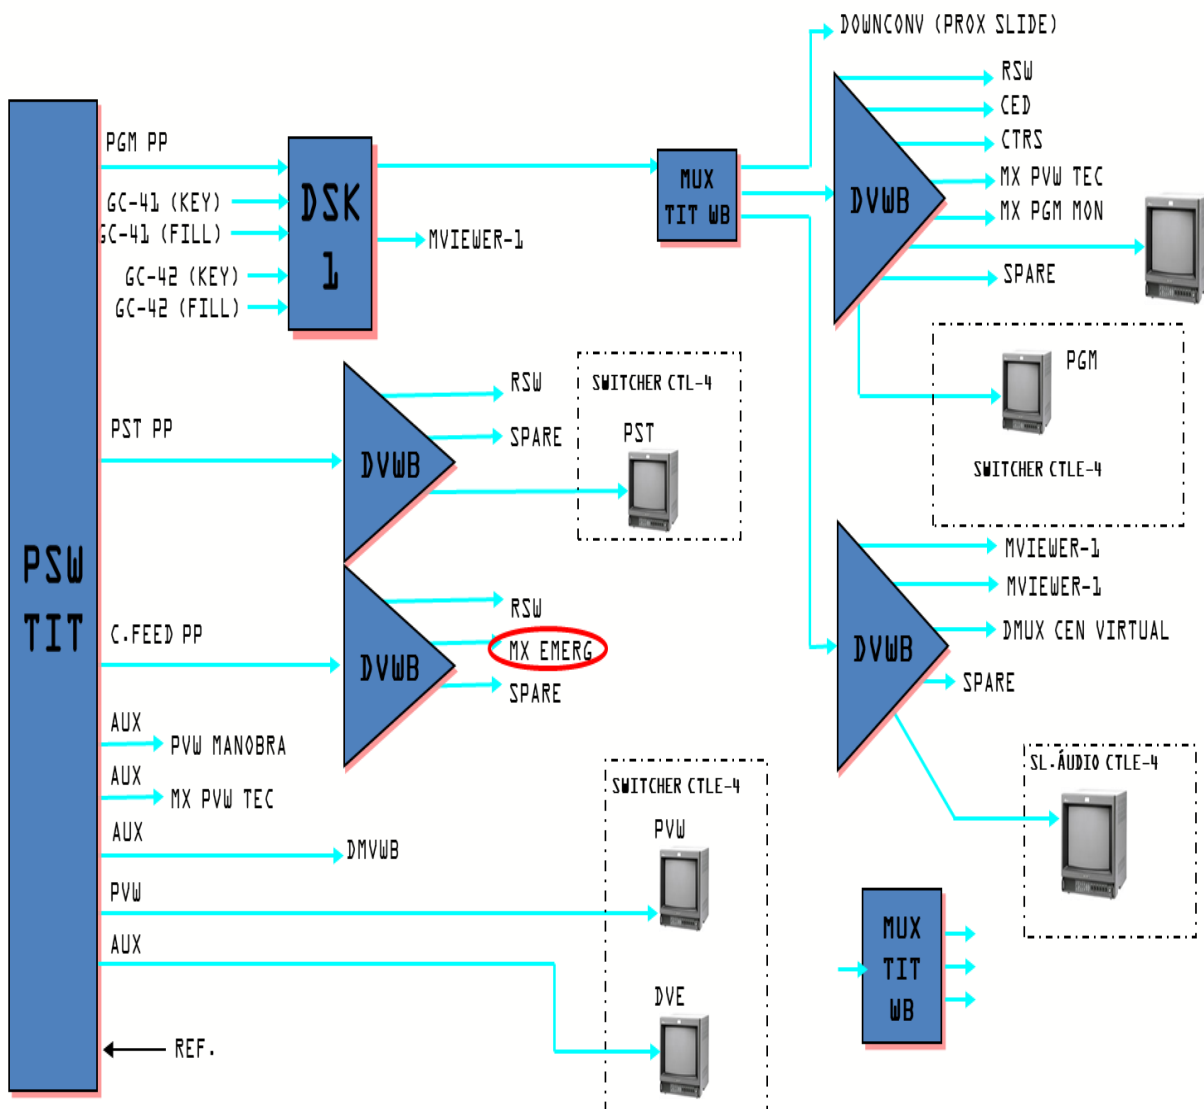 DOWNCONV (PROX SLIDE)
RSW
CED
CTRS
MX PVW TEC
MX PGM MON
SPARE
PGM PP
GC-41 (KEY)
GC-41 (FILL)
GC-42 (KEY)
GC-42 (FILL)
DSK
1
MVIEWER-1
MUX
TIT WB
DVWB
PGM
SWITCHER CTLE-4
PST PP
DVWB
RSW
SPARE
SWITCHER CTL-4
PST
PSW
TIT
C.FEED PP
DVWB
RSW
MX EMERG
SPARE
DVWB
MVIEWER-1
MVIEWER-1
DMUX CEN VIRTUAL
SPARE
SL.ÁUDIO CTLE-4
AUX
PVW MANOBRA
AUX
MX PVW TEC
AUX
DMVWB
PVW
AUX
SWITCHER CTLE-4
PVW
DVE
MUX
TIT
WB
REF.